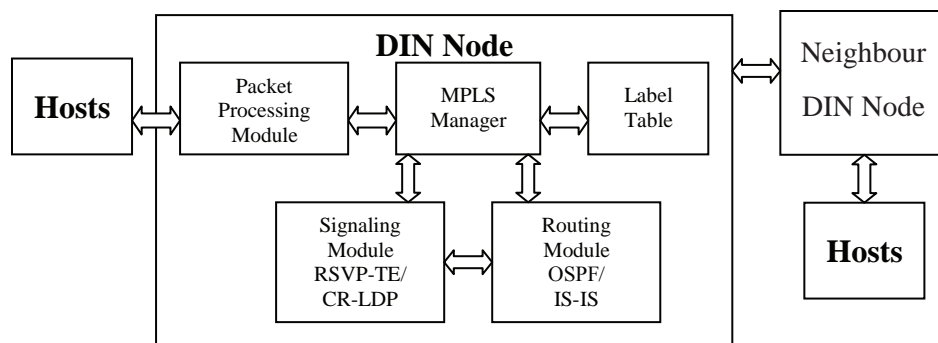 DIN Node
Hosts
Packet
Processing
Module
MPLS
Manager
Label
Table
Neighbour
DIN Node
Signaling
Module
RSVP-TE/
CR-LDP
Routing
Module
OSPF/
IS-IS
Hosts